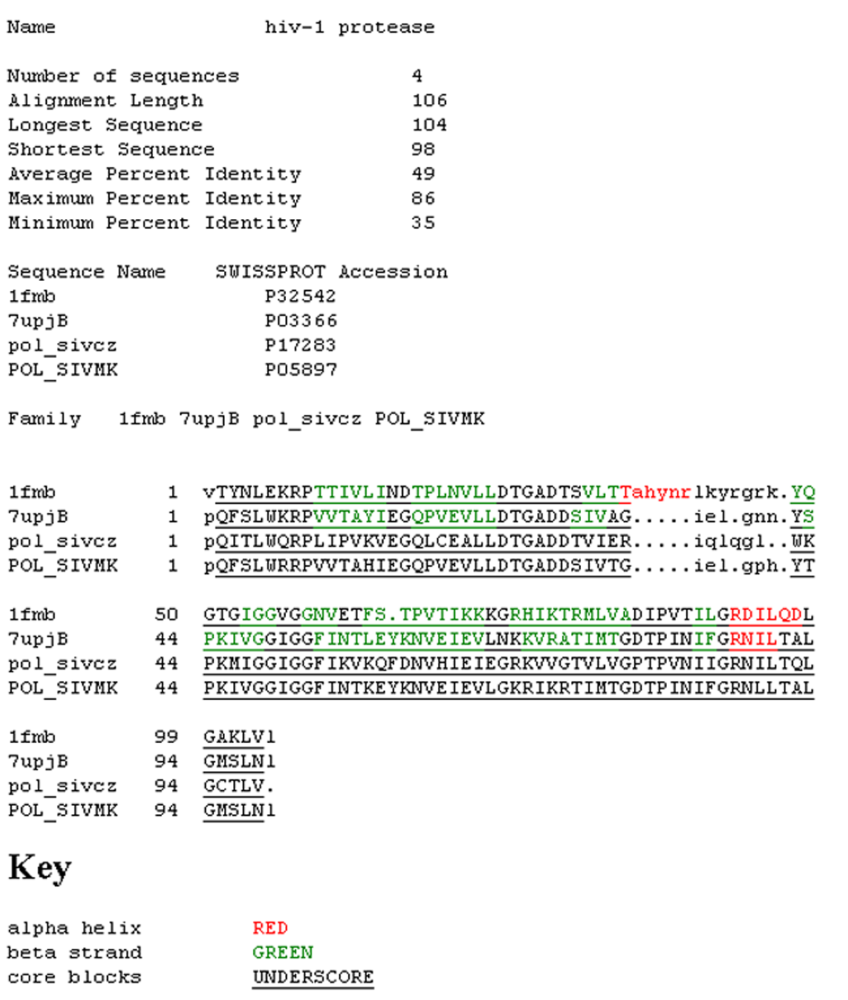 Name hiv-1 protease
Number of sequences 4
Alignment Length 106
Longest Sequence 104
Shortest Sequence 98
Average Percent Identity 49
Maximum Percent Identity 86
Minimum Percent Identity 35
Sequence Name SWISSPROT Accession
1fmb P32542
7upjB P03366
pol_sivcz P17283
POL_SIVMK P05897
Family 1fmb 7upjB pol_sivcz POL_SIVMK
1fmb 1 vTYNLEKRPTTIVLINDTPLNVLLDTGADTSVLTTTahynrlkyrgrk.YQ
7upjB 1 pQFSLWKRPVVTAYIEGQPVEVLLDTGADDSIVAG.....iel.gnn.YS
pol_sivcz 1 pQITLWQRPLIPVKVEGQLCEALLDTGADDTVIER.....iqlqgl..WK
POL_SIVMK 1 pQFSLWRRPVVTAHIEGQPVEVLLDTGADDSIVTG.....iel.gph.YT
1fmb 50 GTGIGGVGGNVETFS.TPVTIKKKGRHIKTRMLVADIPVTILGRDILQDL
7upjB 44 PKIVGGIGGFINTLEYKNVEIEVLNKKVRATIMTGDTPINIFGRNILTAL
pol_sivcz 44 PKMIGGIGGFIKVKQFDNVHIEIEGRKVVGTVLVGPTPVNIIGRNILTQL
POL_SIVMK 44 PKIVGGIGGFINTKEYKNVEIEVLGKRIKRTIMTGDTPINIFGRNLLTAL
1fmb 99 GAKLVl
7upjB 94 GMSLNl
pol_sivcz 94 GCTLV.
POL_SIVMK 94 GMSLNl
Key
alpha helix RED
beta strand GREEN
core blocks UNDERSCORE